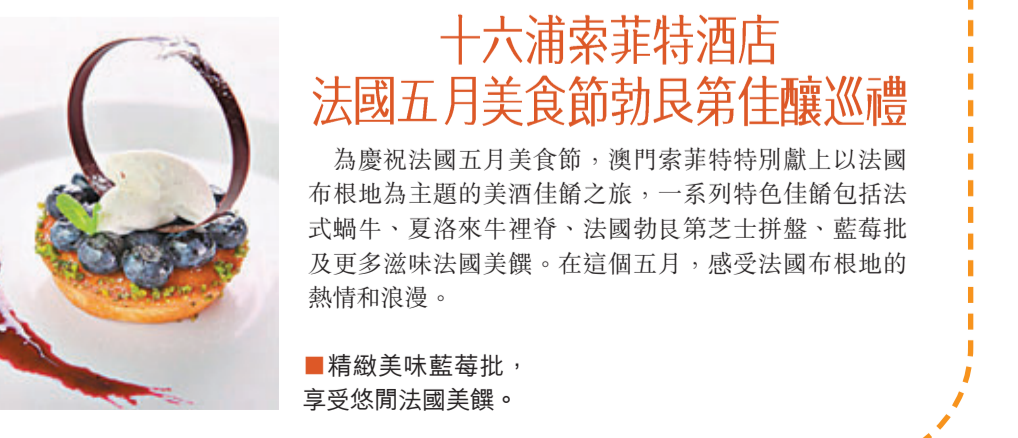 十六浦索菲特酒店
法國五月美食節勃艮第佳釀巡禮
為慶祝法國五月美食節，澳門索菲特特別獻上以法國
布根地為主題的美酒佳餚之旅，一系列特色佳餚包括法
式蝸牛、夏洛來牛裡脊、法國勃艮第芝士拼盤、藍莓批
及更多滋味法國美饌。在這個五月，感受法國布根地的
熱情和浪漫。
■精緻美味藍莓批，
享受悠閒法國美饌。